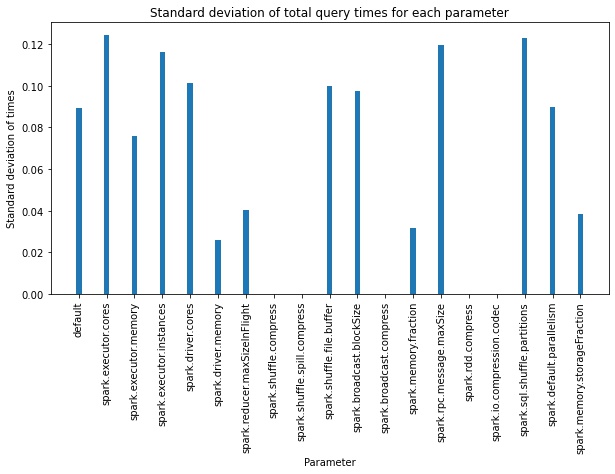 Standard deviation of total query times for each parameter
Standard deviation of times
0.12
0.10
0.08
0.06
0.04
0.02
0.00
default
spark.executor.cores
spark.executor.memory
spark.executor.instances
spark.driver.cores
spark.driver.memory
spark.reducer.maxSizeInFlight
spark.shuffle.compress
spark.shuffle.spill.compress
spark.shuffle.file.buffer
spark.broadcast.blockSize
spark.broadcast.compress
spark.memory.fraction
spark.rpc.message.maxSize
spark.rdd.compress
spark.io.compression.codec
spark.sql.shuffle.partitions
spark.default.parallelism
spark.memory.storageFraction
Parameter